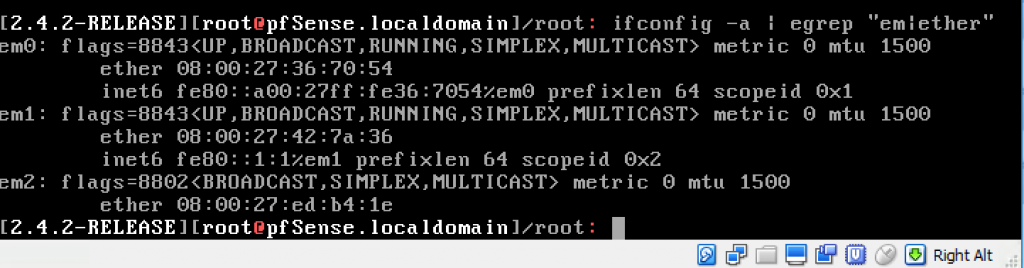 [2.4.2-RELEASE][root@pfSense.localdomain]/root: ifconfig -a | egrep "em|ether"
em0: flags=8843<UP,BROADCAST,RUNNING,SIMPLEX,MULTICAST> metric 0 mtu 1500
ether 08:00:27:36:70:54
inet6 fe80::a00:27ff:fe36:7054%em0 prefixlen 64 scopeid 0x1
em1: flags=8843<UP,BROADCAST,RUNNING,SIMPLEX,MULTICAST> metric 0 mtu 1500
ether 08:00:27:42:7a:36
inet6 fe80::1:1%em1 prefixlen 64 scopeid 0x2
em2: flags=8802<BROADCAST,SIMPLEX,MULTICAST> metric 0 mtu 1500
ether 08:00:27:ed:b4:1e
[2.4.2-RELEASE][root@pfSense.localdomain]/root:
Right Alt